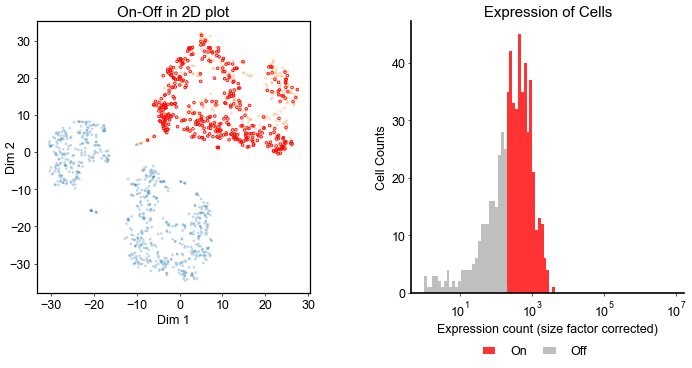 On-Off in 2D plot
30
20
10
0
−10
−20
−30
Dim 2
−30 −20 −10 0 10 20 30
Dim 1
Expression of Cells
40
30
20
10
0
Cell Counts
10^1 10^3 10^5 10^7
Expression count (size factor corrected)
On Off